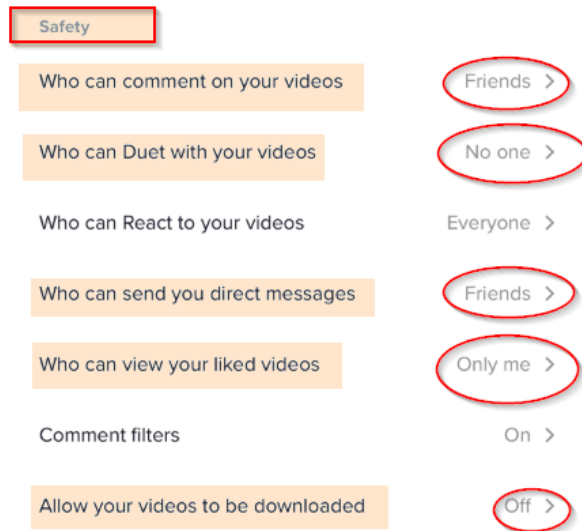 Safety
Who can comment on your videos Friends >
Who can Duet with your videos No one >
Who can React to your videos Everyone >
Who can send you direct messages Friends >
Who can view your liked videos Only me >
Comment filters On >
Allow your videos to be downloaded Off >